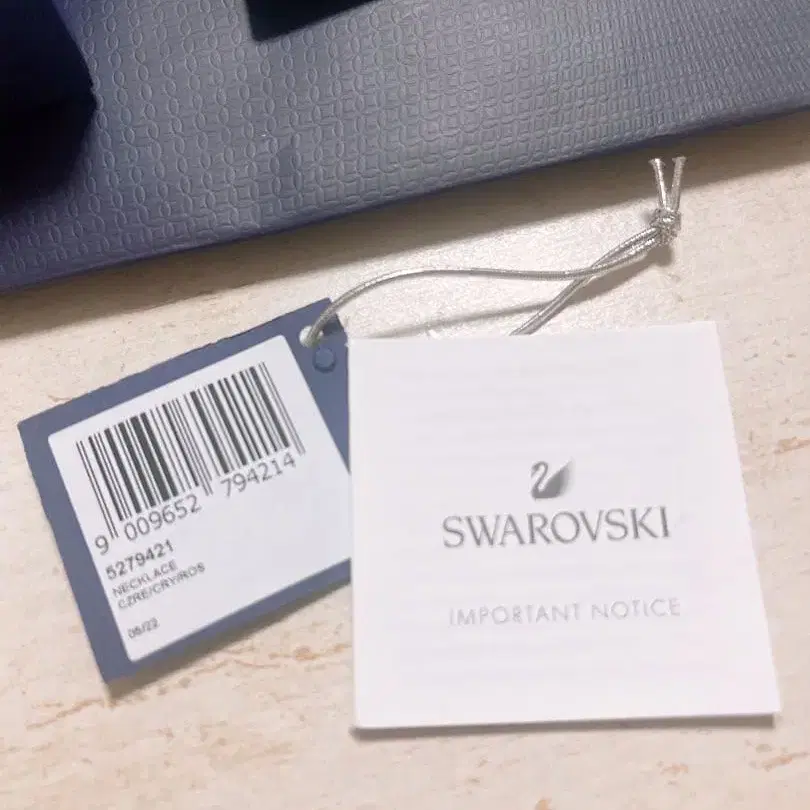 9 009652 794214
5279421
NECKLACE
CZRE/CRY/ROS
06/22
SWAROVSKI
IMPORTANT NOTICE